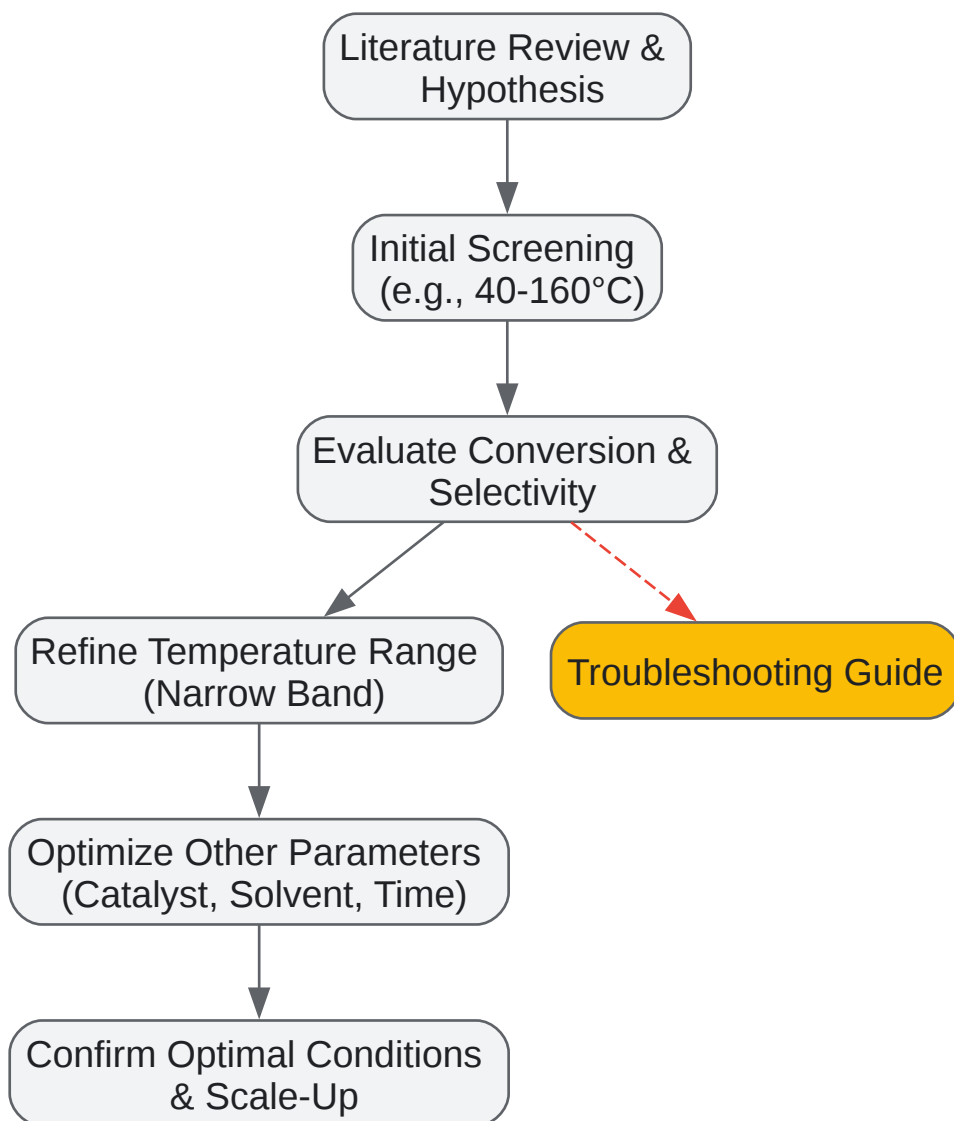 Literature Review &
Hypothesis
Initial Screening
(e.g., 40-160°C)
Evaluate Conversion &
Selectivity
Refine Temperature Range
(Narrow Band)
Troubleshooting Guide
Optimize Other Parameters
(Catalyst, Solvent, Time)
Confirm Optimal Conditions
& Scale-Up